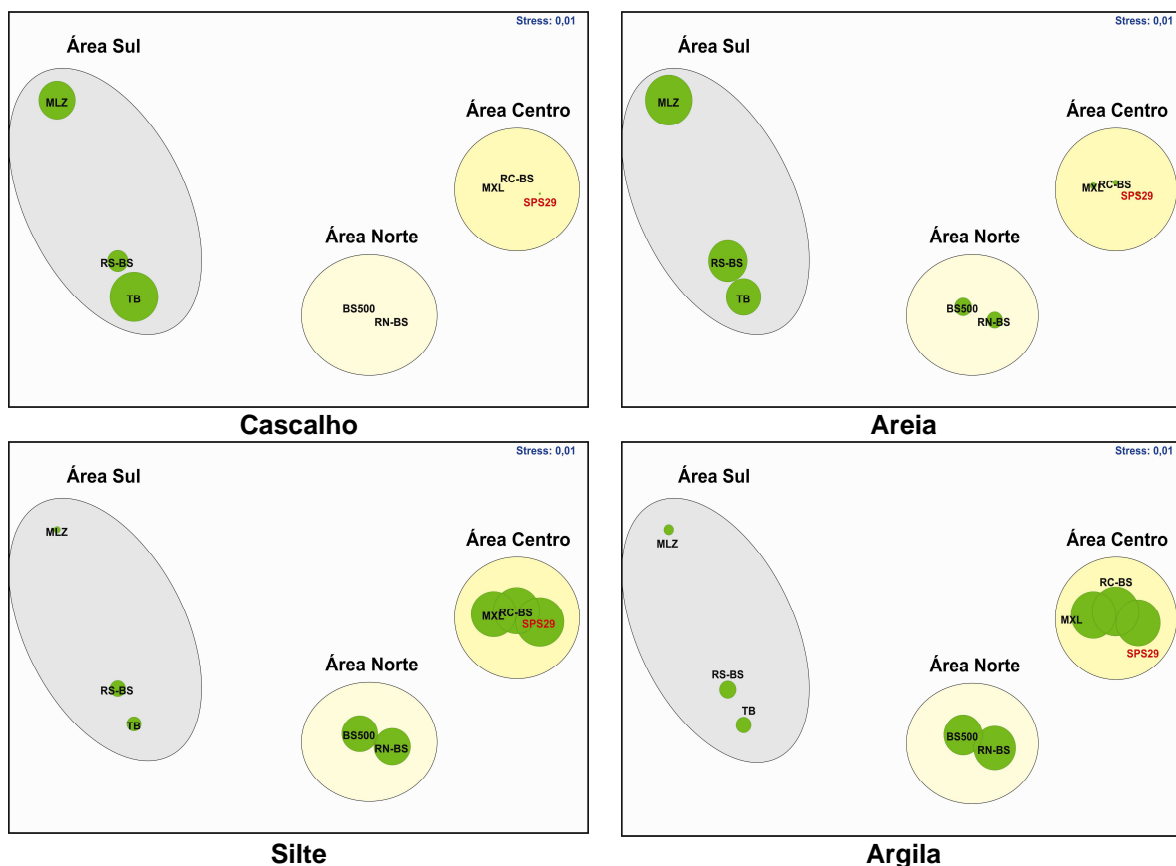 Stress: 0,01
Área Sul
MLZ
Área Centro
RC-BS
MXL
SPS29
Área Norte
RS-BS
TB
BS500
RN-BS
Cascalho
Stress: 0,01
Área Sul
MLZ
Área Centro
RC-BS
MXL
SPS29
Área Norte
RS-BS
TB
BS500
RN-BS
Areia
Stress: 0,01
Área Sul
MLZ
Área Centro
RC-BS
MXL
SPS29
Área Norte
RS-BS
TB
BS500
RN-BS
Silte
Stress: 0,01
Área Sul
MLZ
Área Centro
RC-BS
MXL
SPS29
Área Norte
RS-BS
TB
BS500
RN-BS
Argila